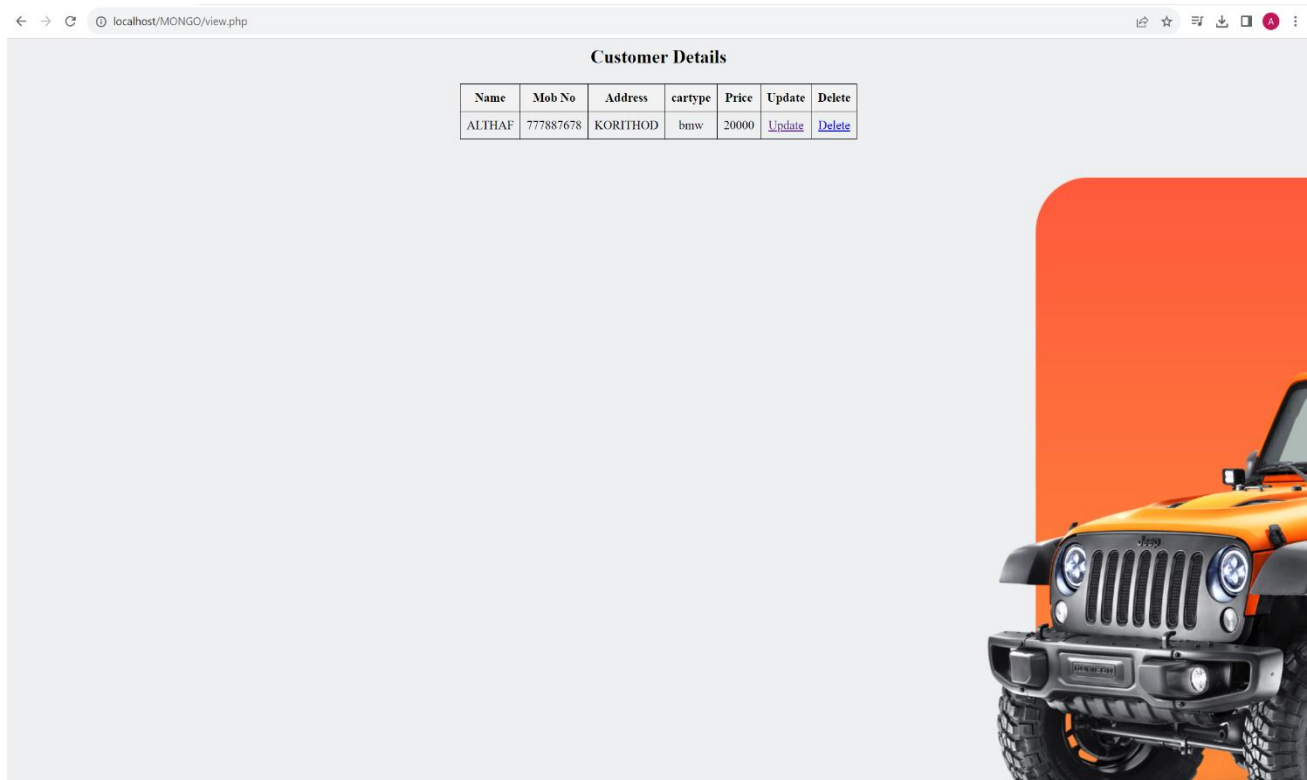 localhost/MONGO/view.php
A
Customer Details
Name Mob No Address cartype Price Update Delete
ALTHAF 777887678 KORITHOD bmw 20000 Update Delete
Jeep
RUBICON